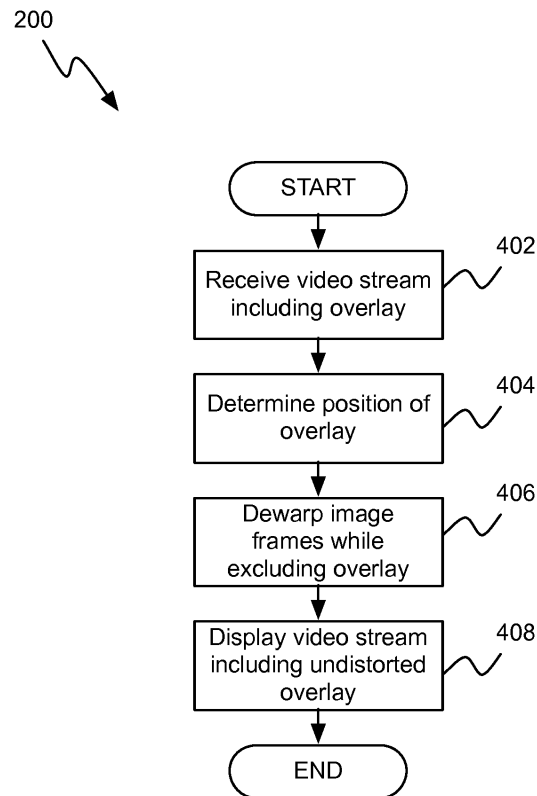 200
START
402
Receive video stream
including overlay
404
Determine position of
overlay
406
Dewarp image
frames while
excluding overlay
408
Display video stream
including undistorted
overlay
END